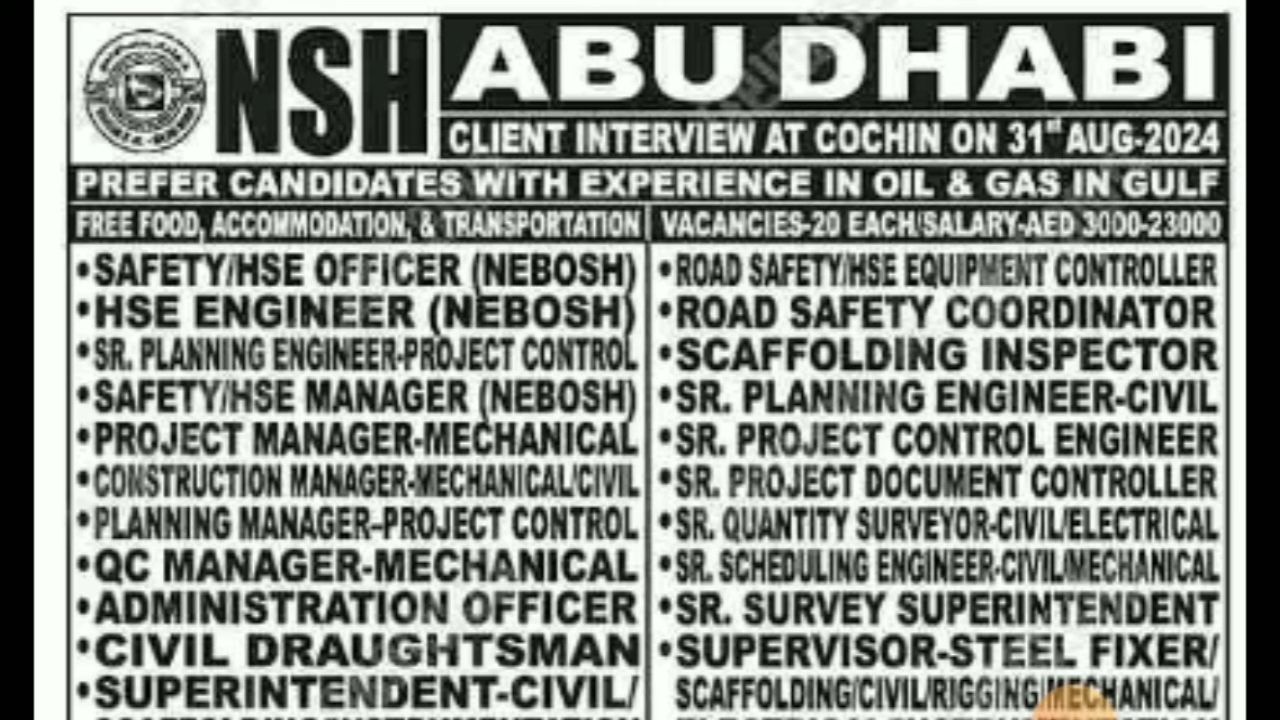 NSH
ABU DHABI
CLIENT INTERVIEW AT COCHIN ON 31st AUG-2024
PREFER CANDIDATES WITH EXPERIENCE IN OIL & GAS IN GULF
FREE FOOD, ACCOMMODATION, & TRANSPORTATION
•SAFETY/HSE OFFICER (NEBOSH)
•HSE ENGINEER (NEBOSH)
•SR. PLANNING ENGINEER-PROJECT CONTROL
•SAFETY/HSE MANAGER (NEBOSH)
•PROJECT MANAGER-MECHANICAL
•CONSTRUCTION MANAGER-MECHANICAL/CIVIL
•PLANNING MANAGER-PROJECT CONTROL
•QC MANAGER-MECHANICAL
•ADMINISTRATION OFFICER
•CIVIL DRAUGHTSMAN
•SUPERINTENDENT-CIVIL/
VACANCIES-20 EACH/SALARY-AED 3000-23000
•ROAD SAFETY/HSE EQUIPMENT CONTROLLER
•ROAD SAFETY COORDINATOR
•SCAFFOLDING INSPECTOR
•SR. PLANNING ENGINEER-CIVIL
•SR. PROJECT CONTROL ENGINEER
•SR. PROJECT DOCUMENT CONTROLLER
•SR. QUANTITY SURVEYOR-CIVIL/ELECTRICAL
•SR. SCHEDULING ENGINEER-CIVIL/MECHANICAL
•SR. SURVEY SUPERINTENDENT
•SUPERVISOR-STEEL FIXER/
SCAFFOLDING/CIVIL/RIGGING/MECHANICAL/